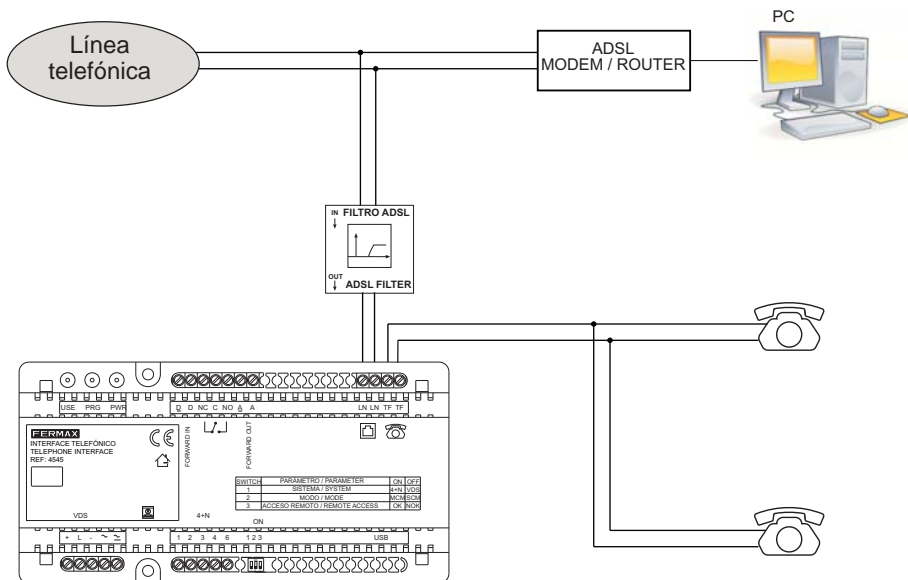 Línea
telefónica
ADSL
MODEM / ROUTER
PC
IN FILTRO ADSL
OUT
ADSL FILTER
USE PRG PWR
D D NC C NO A A
LN LN TF TF
FERMAX
INTERFACE TELEFÓNICO
TELEPHONE INTERFACE
REF: 4545
CE
VDS
FORWARD IN
FORWARD OUT
SWITCH PARÁMETRO / PARAMETER ON OFF
1 SISTEMA / SYSTEM 4+N VDS
2 MODO / MODE MCM SCM
3 ACCESO REMOTO / REMOTE ACCESS OK NOK
4+N
ON
+ L - ~ ~
1 2 3 4 6 1 2 3 USB